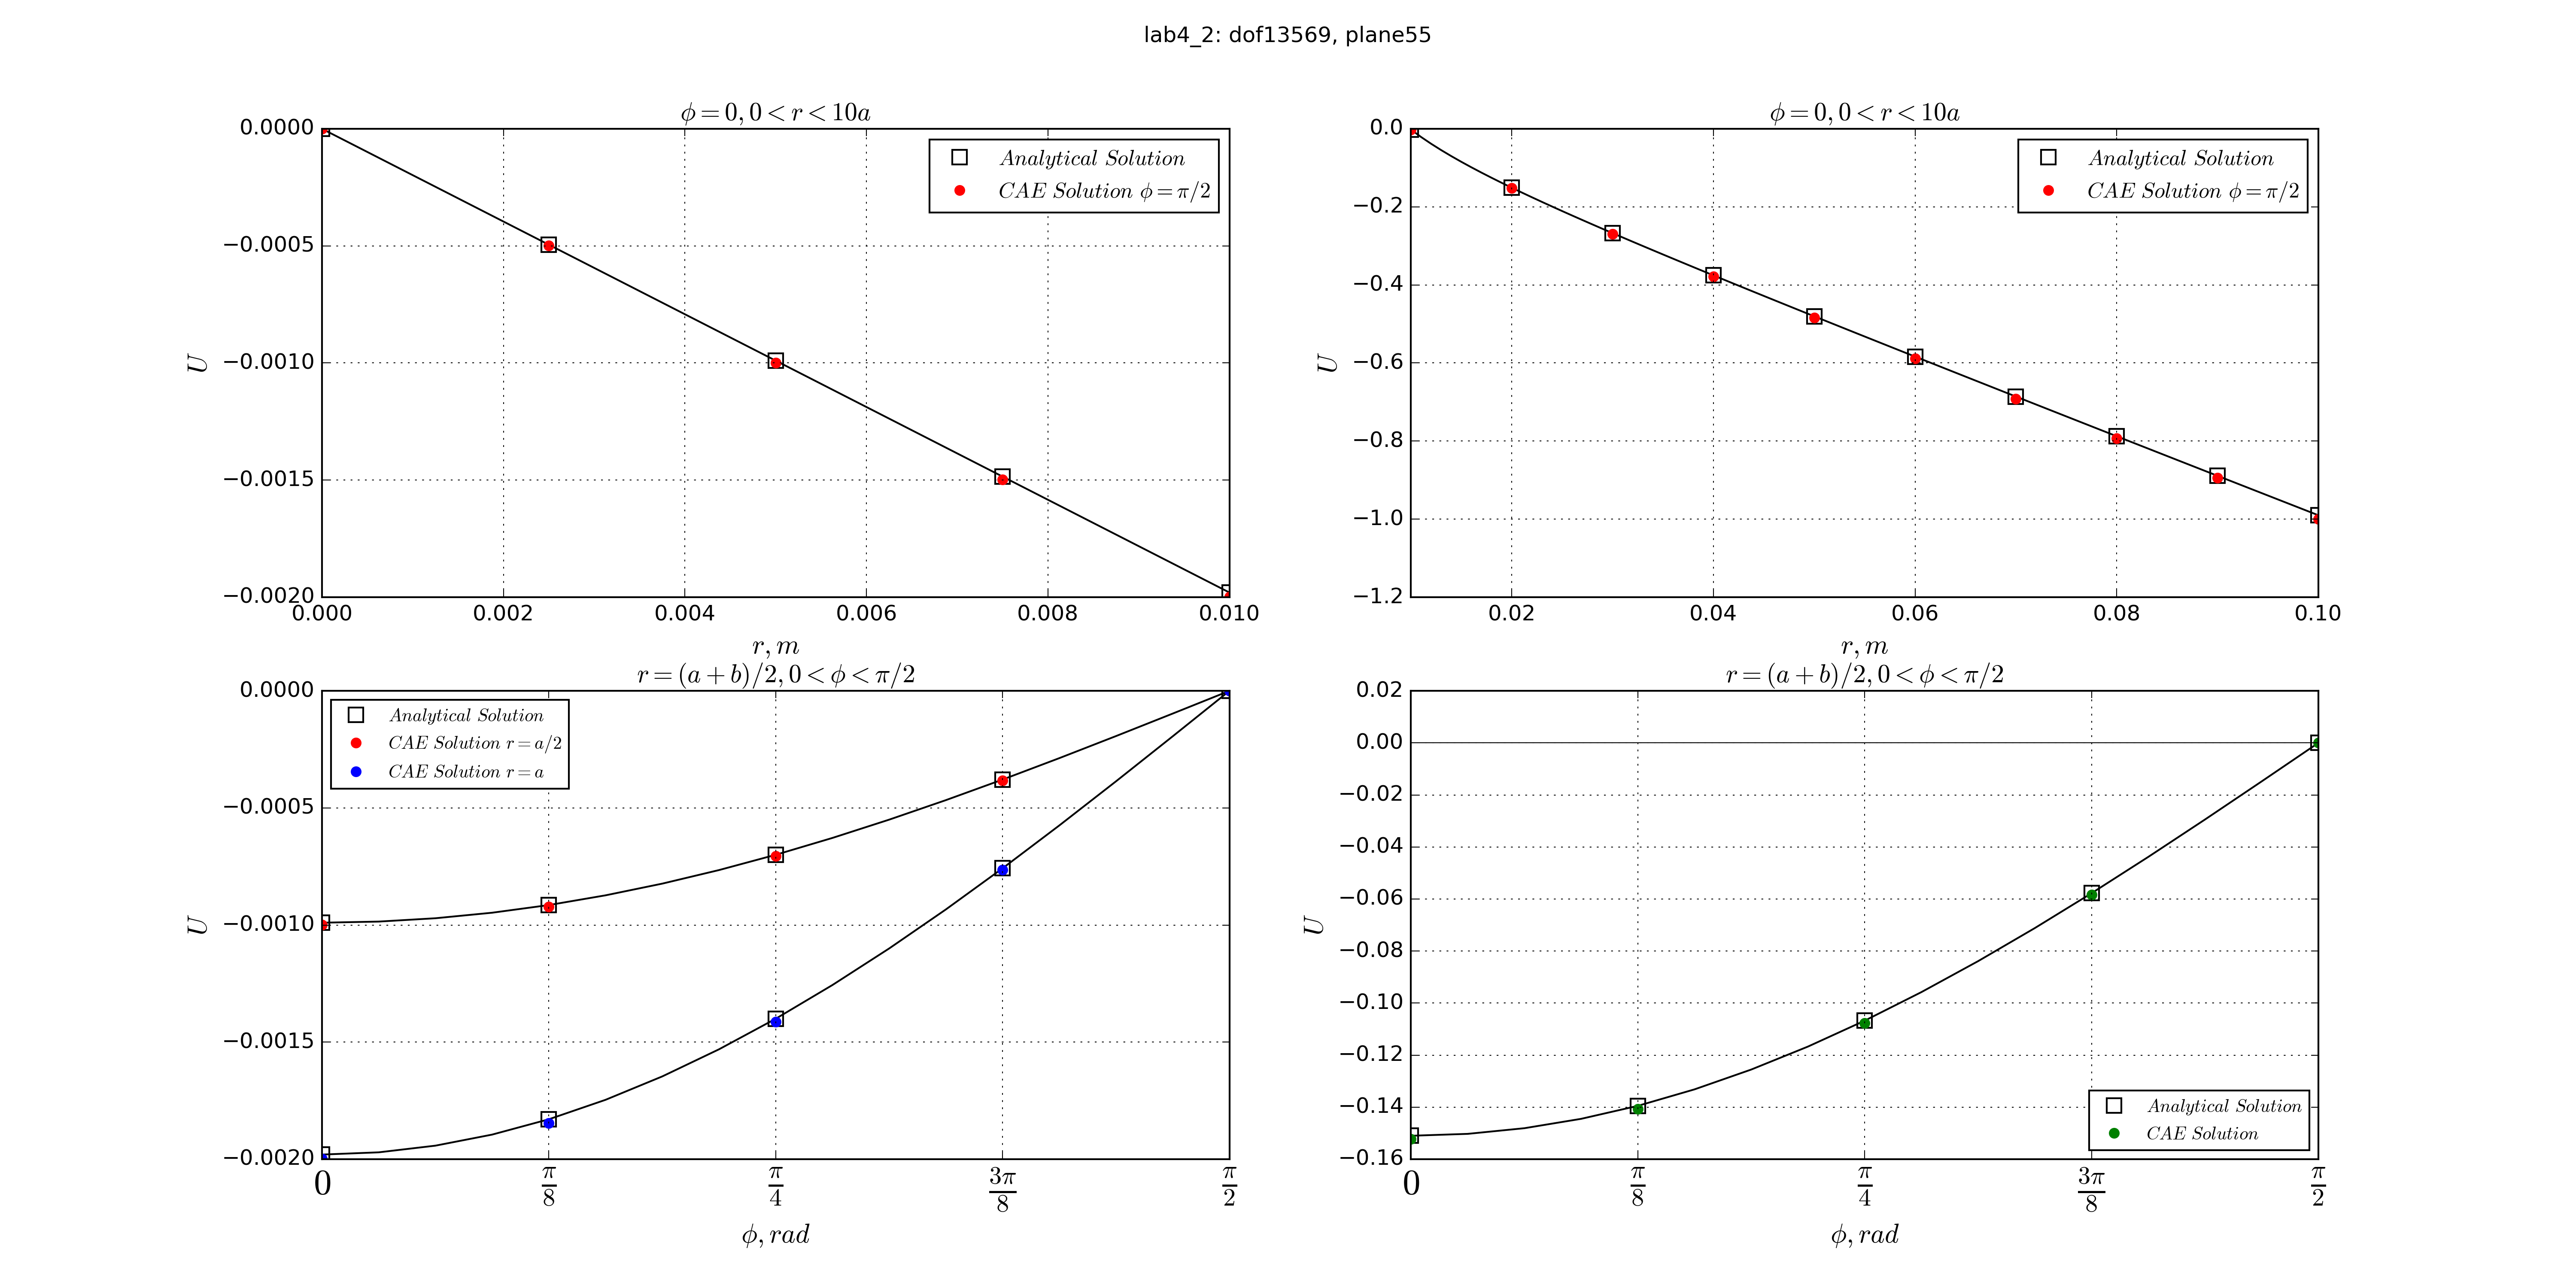 lab4_2: dof13569, plane55
ϕ = 0, 0 < r < 10a
0.0000
−0.0005
−0.0010
−0.0015
−0.0020
U
Analytical Solution
CAE Solution ϕ = π/2
0.000 0.002 0.004 0.006 0.008 0.010
r, m
ϕ = 0, 0 < r < 10a
0.0
−0.2
−0.4
−0.6
−0.8
−1.0
−1.2
U
Analytical Solution
CAE Solution ϕ = π/2
0.02 0.04 0.06 0.08 0.10
r, m
r = (a + b)/2, 0 < ϕ < π/2
0.0000
−0.0005
−0.0010
−0.0015
−0.0020
U
Analytical Solution
CAE Solution r = a/2
CAE Solution r = a
0 π/8 π/4 3π/8 π/2
ϕ, rad
r = (a + b)/2, 0 < ϕ < π/2
0.02
0.00
−0.02
−0.04
−0.06
−0.08
−0.10
−0.12
−0.14
−0.16
U
Analytical Solution
CAE Solution
0 π/8 π/4 3π/8 π/2
ϕ, rad